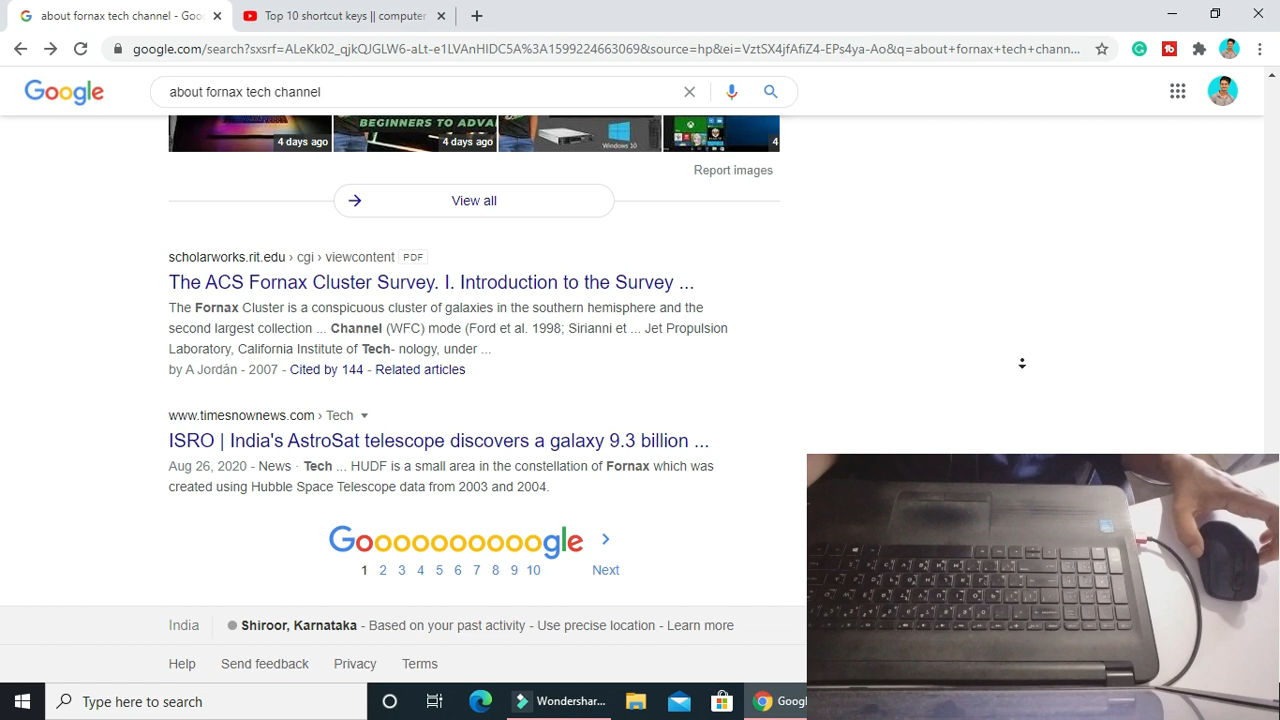 about fornax tech channel - Goo
Top 10 shortcut keys || computer
google.com/search?sxsrf=ALeKk02_qjkQJGLW6-aLt-e1LVAnHIDC5A%3A1599224663069&source=hp&ei=VztSX4jfAfiZ4-EPs4ya-Ao&q=about+fornax+tech+chann...
Google
about fornax tech channel
BEGINNERS TO ADVA
Windows 10
4 days ago
4 days ago
4
Report images
View all
scholarworks.rit.edu › cgi › viewcontent PDF
The ACS Fornax Cluster Survey. I. Introduction to the Survey ...
The Fornax Cluster is a conspicuous cluster of galaxies in the southern hemisphere and the
second largest collection ... Channel (WFC) mode (Ford et al. 1998; Sirianni et ... Jet Propulsion
Laboratory, California Institute of Tech- nology, under ...
by A Jordán - 2007 - Cited by 144 - Related articles
www.timesnownews.com › Tech
ISRO | India's AstroSat telescope discovers a galaxy 9.3 billion ...
Aug 26, 2020 - News · Tech ... HUDF is a small area in the constellation of Fornax which was
created using Hubble Space Telescope data from 2003 and 2004.
Goooooooooogle
1 2 3 4 5 6 7 8 9 10 Next
India Shiroor, Karnataka - Based on your past activity - Use precise location - Learn more
Help Send feedback Privacy Terms
Type here to search
Wondershar...
Googl